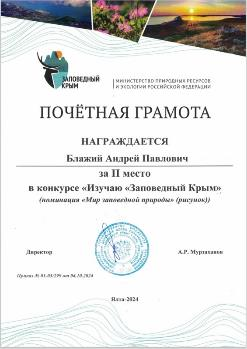 ЗАПОВЕДНЫЙ
КРЫМ
МИНИСТЕРСТВО ПРИРОДНЫХ РЕСУРСОВ
И ЭКОЛОГИИ РОССИЙСКОЙ ФЕДЕРАЦИИ
ПОЧЁТНАЯ ГРАМОТА
НАГРАЖДАЕТСЯ
Блажий Андрей Павлович
за II место
в конкурсе «Изучаю «Заповедный Крым»
(номинация «Мир заповедной природы» (рисунок))
Директор
А.Р. Муртаханов
Ялта-2024